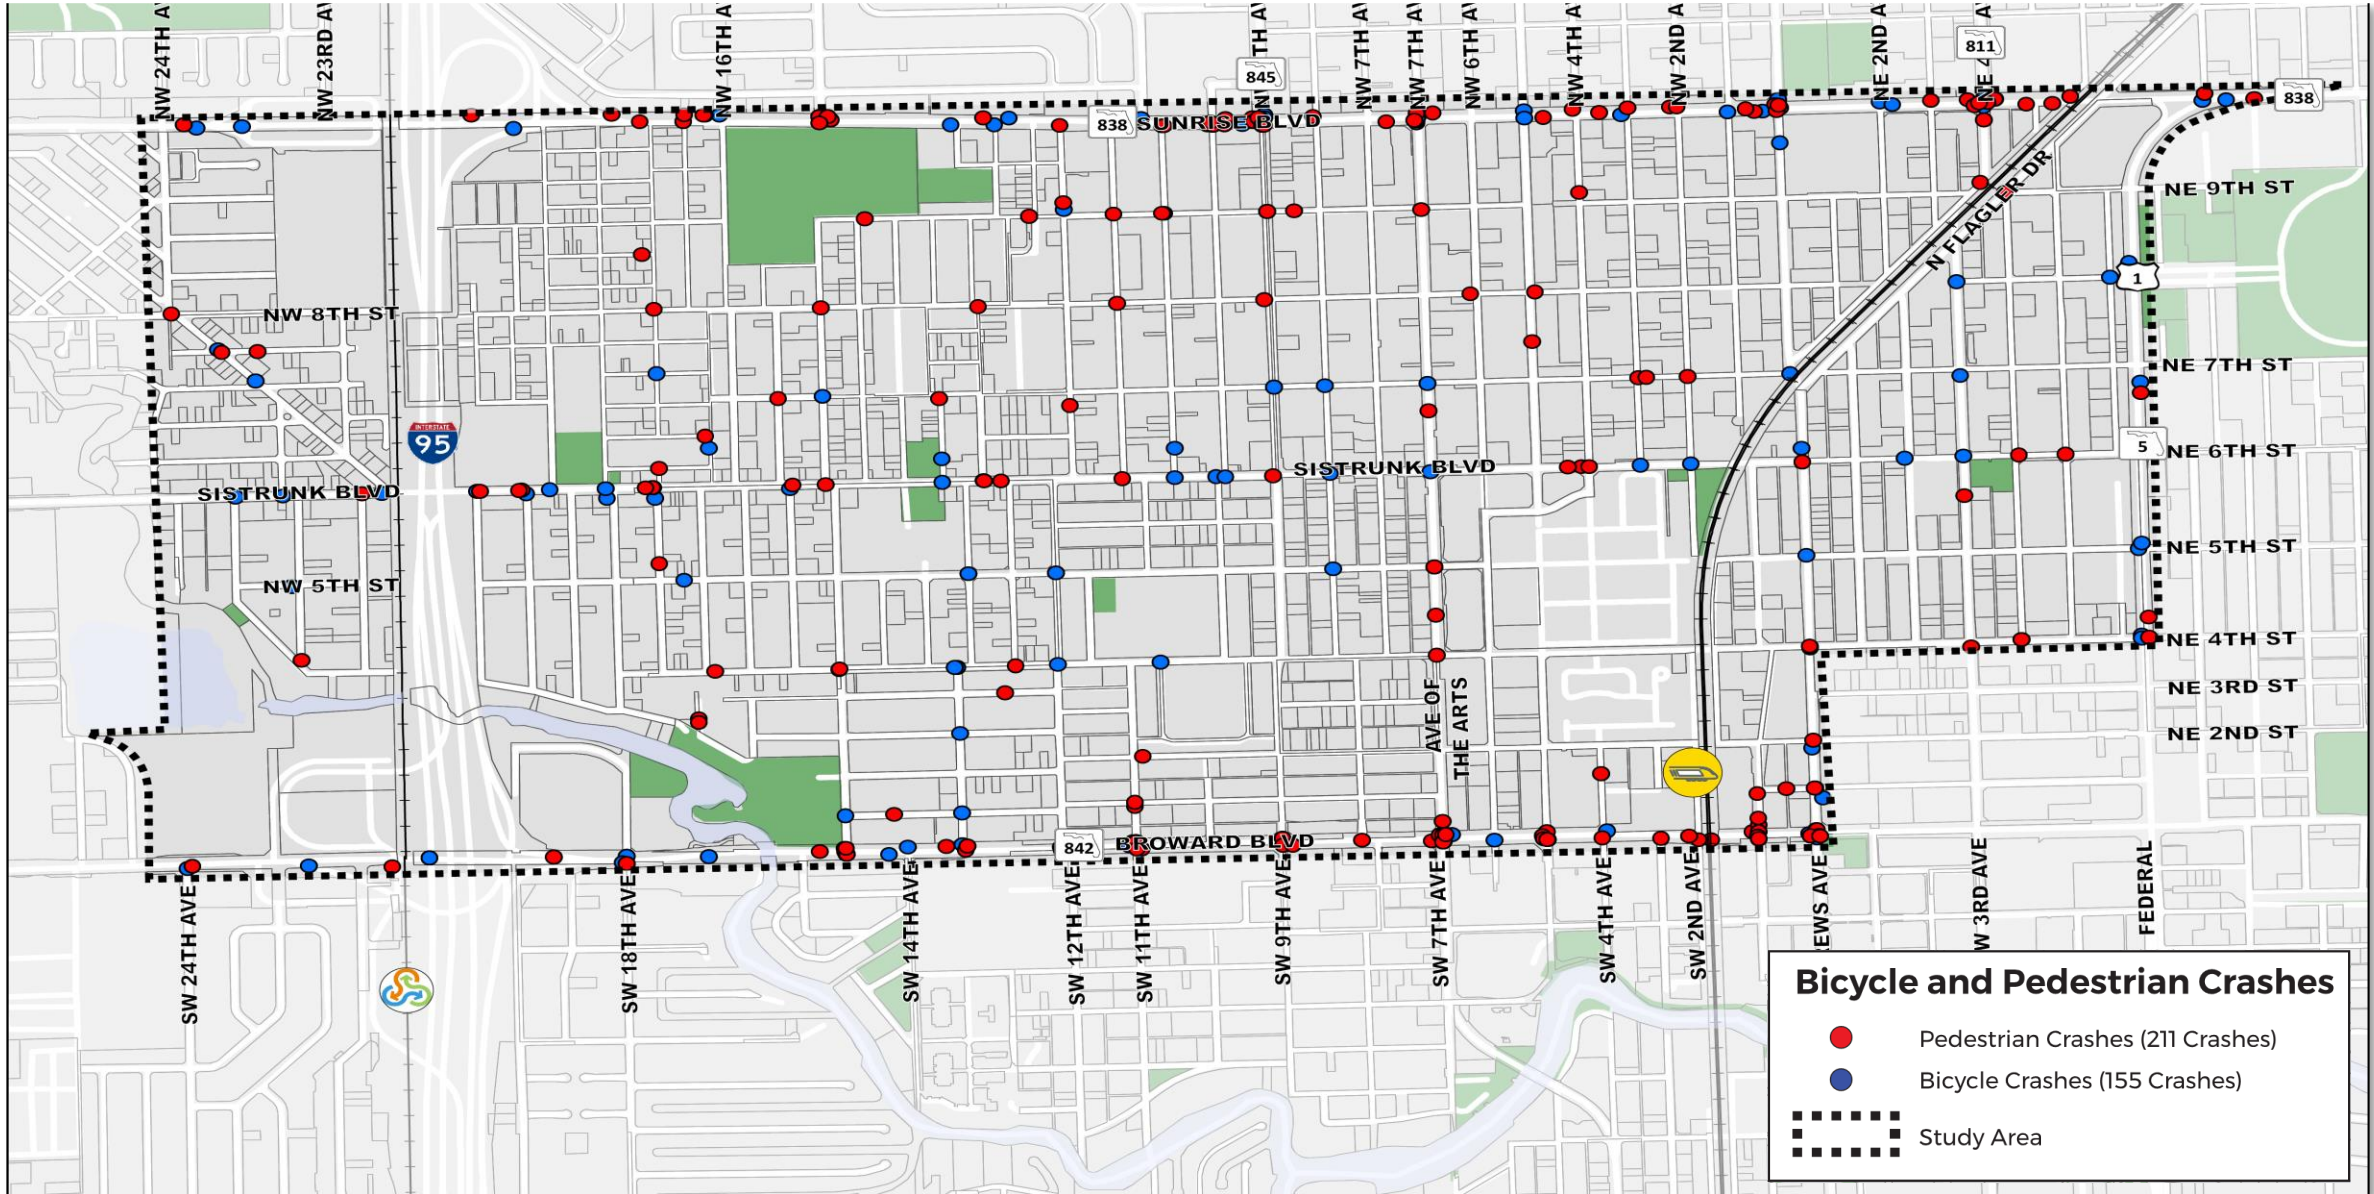 NW 24TH AV
NW 23RD AV
NW 16TH A
NW 7TH A
NW 7TH A
NW 6TH A
NW 4TH A
NW 2ND A
NE 2ND A
NE 4
811
845
838
838
SUNRISE BLVD
NE 9TH ST
N FLAGLER DR
1
NW 8TH ST
NE 7TH ST
INTERSTATE
95
5
NE 6TH ST
SISTRUNK BLVD
SISTRUNK BLVD
NE 5TH ST
NW 5TH ST
NE 4TH ST
NE 3RD ST
NE 2ND ST
AVE OF
THE ARTS
842
BROWARD BLVD
SW 24TH AVE
SW 18TH AVE
SW 14TH AVE
SW 12TH AVE
SW 11TH AVE
SW 9TH AVE
SW 7TH AVE
SW 4TH AVE
SW 2ND AVE
EWS AVE
W 3RD AVE
FEDERAL
Bicycle and Pedestrian Crashes
Pedestrian Crashes (211 Crashes)
Bicycle Crashes (155 Crashes)
Study Area